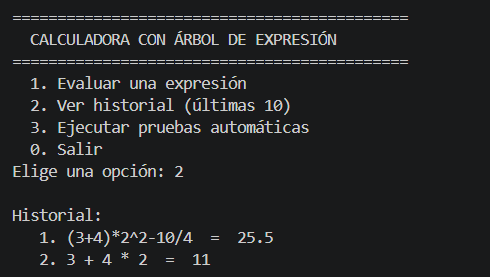 ============================================
CALCULADORA CON ÁRBOL DE EXPRESIÓN
============================================
1. Evaluar una expresión
2. Ver historial (últimas 10)
3. Ejecutar pruebas automáticas
0. Salir
Elige una opción: 2
Historial:
1. (3+4)*2^2-10/4  =  25.5
2. 3 + 4 * 2  =  11